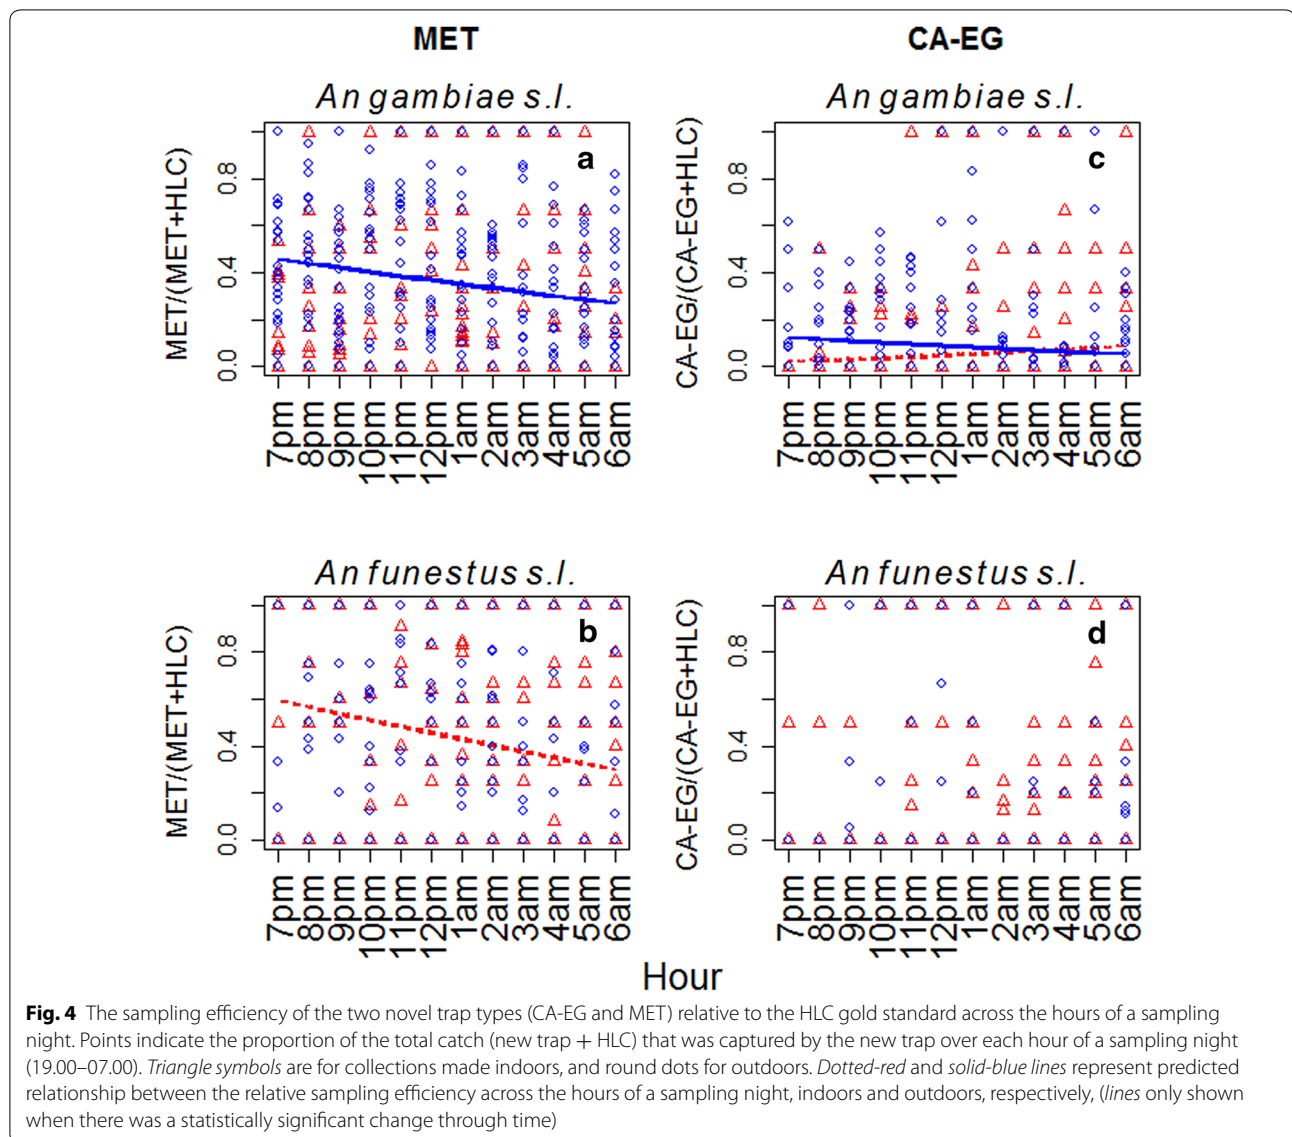 MET
CA-EG
An gambiae s.l.
An gambiae s.l.
MET/(MET+HLC)
0.0 0.4 0.8
a
7pm 8pm 9pm 10pm 11pm 12pm 1am 2am 3am 4am 5am 6am
CA-EG/(CA-EG+HLC)
0.0 0.4 0.8
c
7pm 8pm 9pm 10pm 11pm 12pm 1am 2am 3am 4am 5am 6am
An funestus s.l.
An funestus s.l.
MET/(MET+HLC)
0.0 0.4 0.8
b
7pm 8pm 9pm 10pm 11pm 12pm 1am 2am 3am 4am 5am 6am
CA-EG/(CA-EG+HLC)
0.0 0.4 0.8
d
7pm 8pm 9pm 10pm 11pm 12pm 1am 2am 3am 4am 5am 6am
Hour
Fig. 4 The sampling efficiency of the two novel trap types (CA-EG and MET) relative to the HLC gold standard across the hours of a sampling
night. Points indicate the proportion of the total catch (new trap + HLC) that was captured by the new trap over each hour of a sampling night
(19.00–07.00). Triangle symbols are for collections made indoors, and round dots for outdoors. Dotted-red and solid-blue lines represent predicted
relationship between the relative sampling efficiency across the hours of a sampling night, indoors and outdoors, respectively, (lines only shown
when there was a statistically significant change through time)